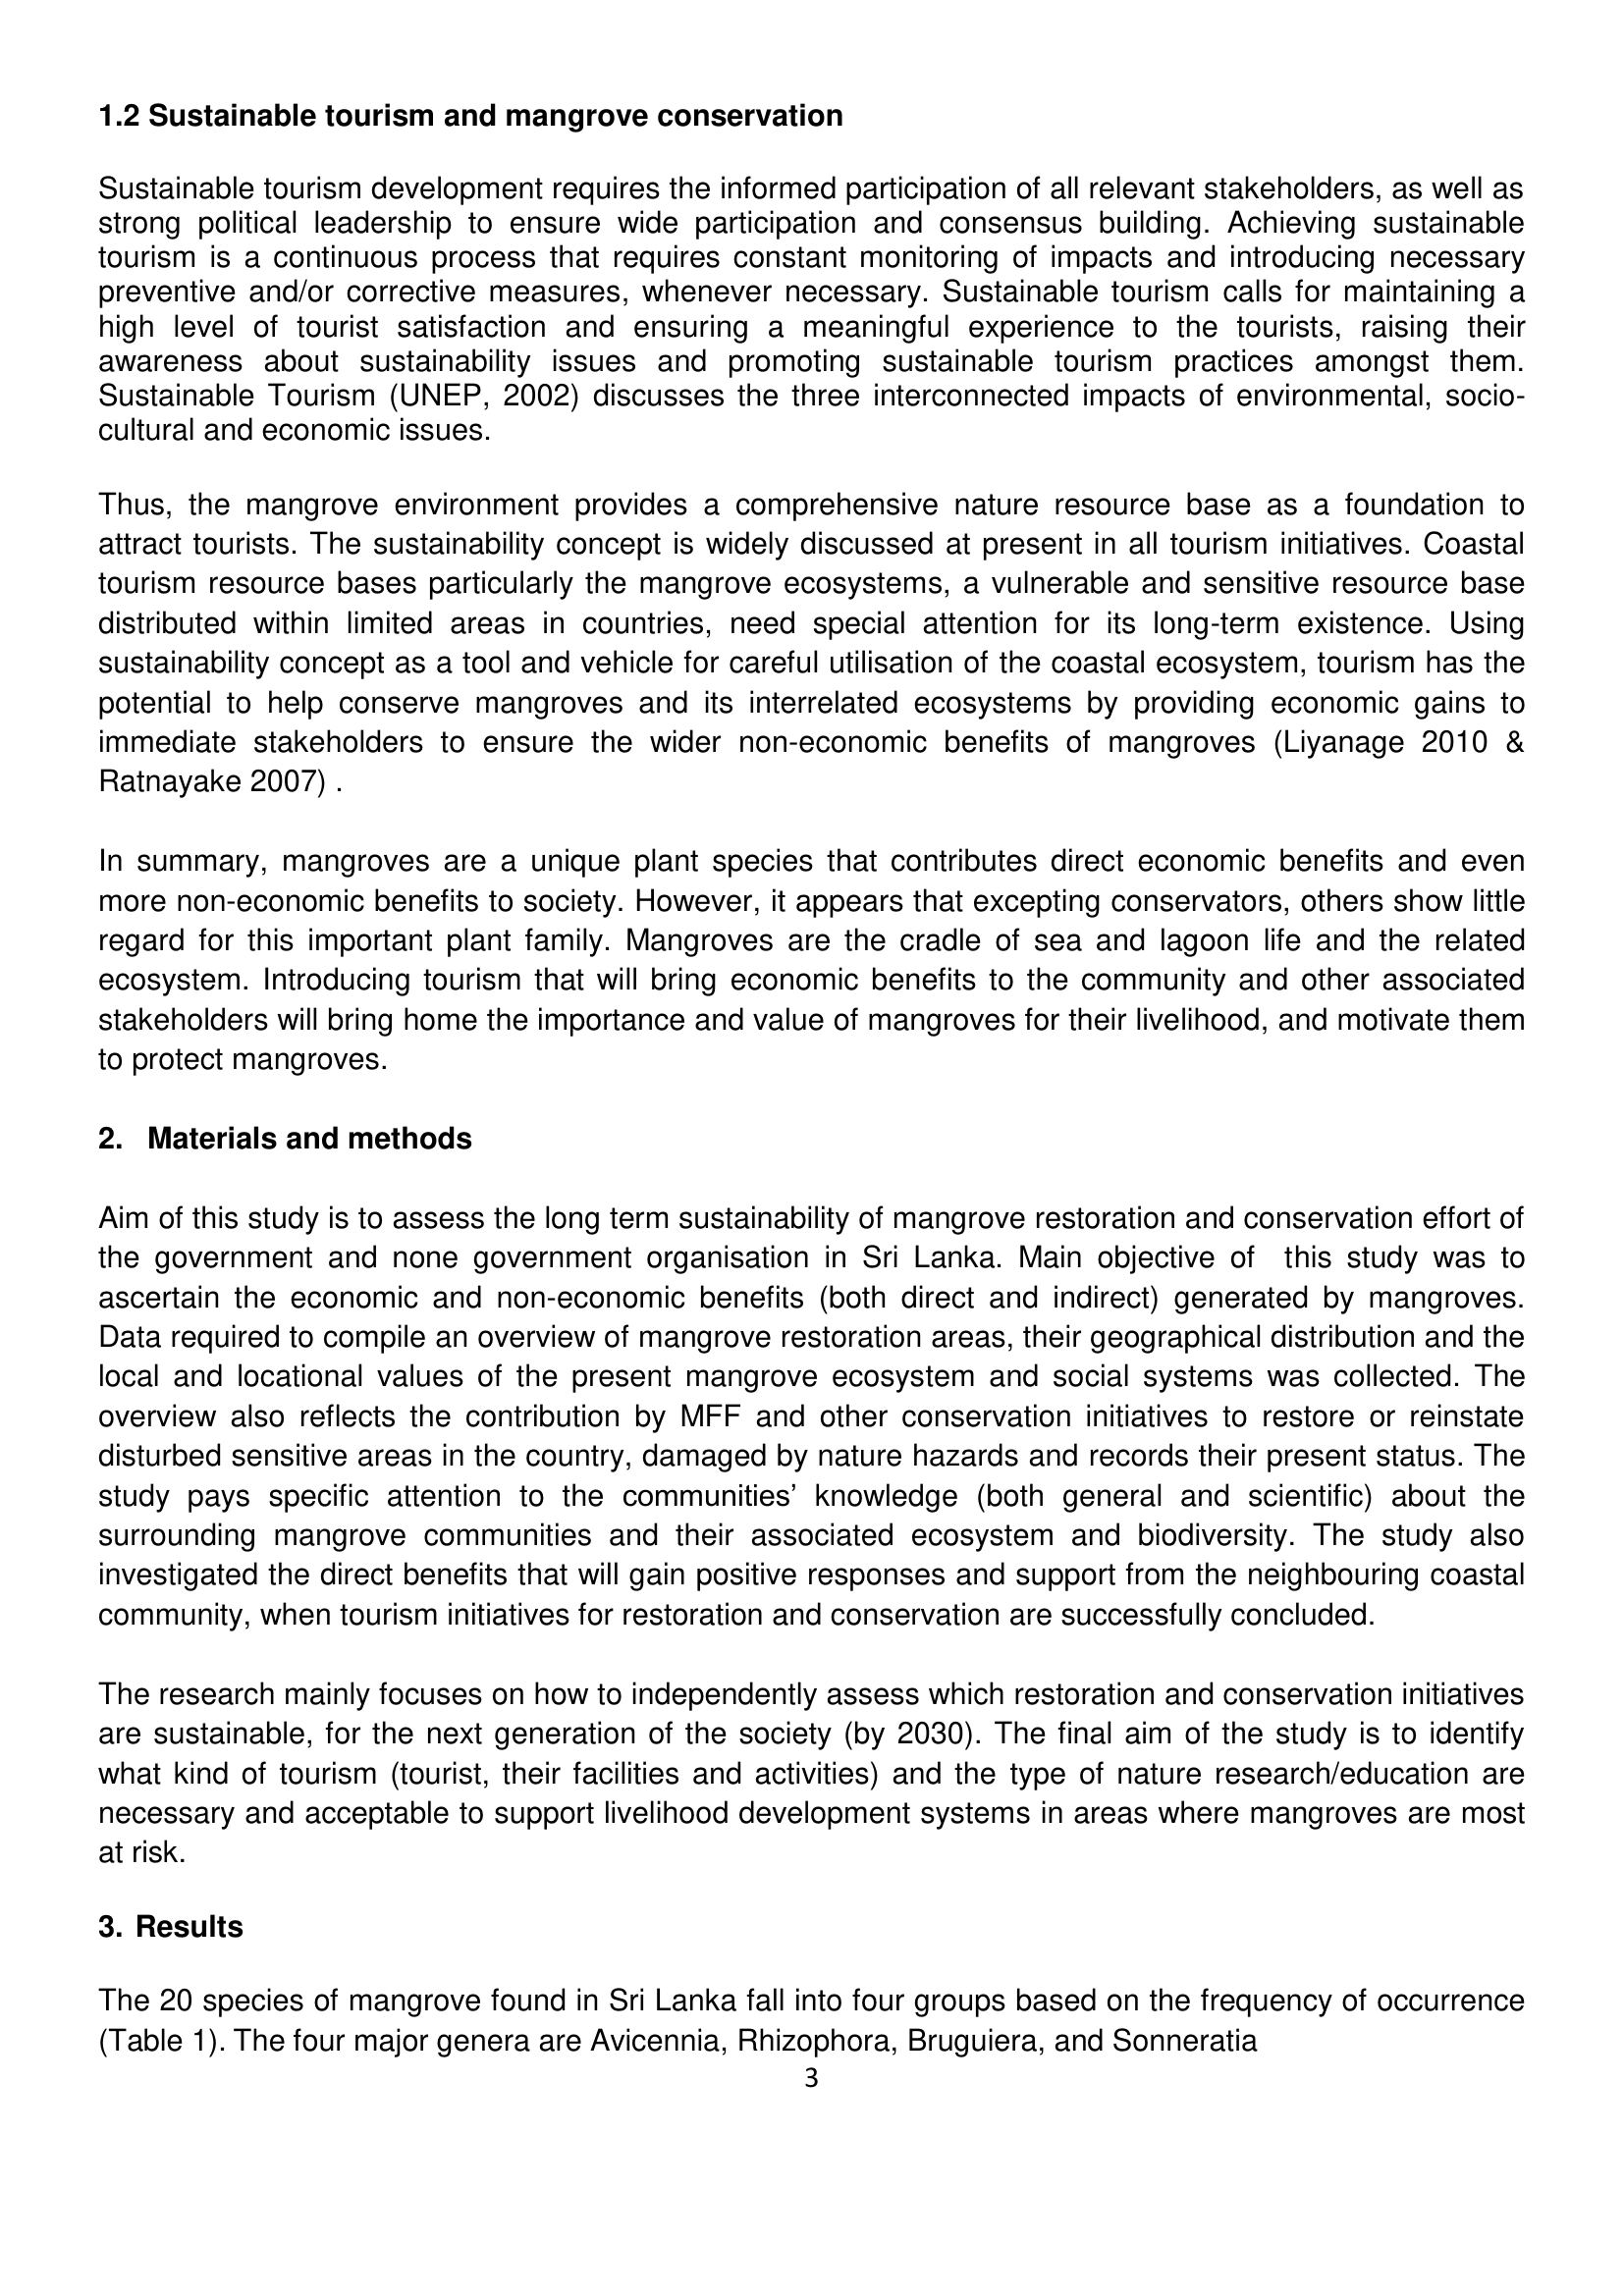 1.2 Sustainable tourism and mangrove conservation
Sustainable tourism development requires the informed participation of all relevant stakeholders, as well as
strong political leadership to ensure wide participation and consensus building. Achieving sustainable
tourism is a continuous process that requires constant monitoring of impacts and introducing necessary
preventive and/or corrective measures, whenever necessary. Sustainable tourism calls for maintaining a
high level of tourist satisfaction and ensuring a meaningful experience to the tourists, raising their
awareness about sustainability issues and promoting sustainable tourism practices amongst them.
Sustainable Tourism (UNEP, 2002) discusses the three interconnected impacts of environmental, socio-
cultural and economic issues.
Thus, the mangrove environment provides a comprehensive nature resource base as a foundation to
attract tourists. The sustainability concept is widely discussed at present in all tourism initiatives. Coastal
tourism resource bases particularly the mangrove ecosystems, a vulnerable and sensitive resource base
distributed within limited areas in countries, need special attention for its long-term existence. Using
sustainability concept as a tool and vehicle for careful utilisation of the coastal ecosystem, tourism has the
potential to help conserve mangroves and its interrelated ecosystems by providing economic gains to
immediate stakeholders to ensure the wider non-economic benefits of mangroves (Liyanage 2010 &
Ratnayake 2007) .
In summary, mangroves are a unique plant species that contributes direct economic benefits and even
more non-economic benefits to society. However, it appears that excepting conservators, others show little
regard for this important plant family. Mangroves are the cradle of sea and lagoon life and the related
ecosystem. Introducing tourism that will bring economic benefits to the community and other associated
stakeholders will bring home the importance and value of mangroves for their livelihood, and motivate them
to protect mangroves.
2. Materials and methods
Aim of this study is to assess the long term sustainability of mangrove restoration and conservation effort of
the government and none government organisation in Sri Lanka. Main objective of this study was to
ascertain the economic and non-economic benefits (both direct and indirect) generated by mangroves.
Data required to compile an overview of mangrove restoration areas, their geographical distribution and the
local and locational values of the present mangrove ecosystem and social systems was collected. The
overview also reflects the contribution by MFF and other conservation initiatives to restore or reinstate
disturbed sensitive areas in the country, damaged by nature hazards and records their present status. The
study pays specific attention to the communities’ knowledge (both general and scientific) about the
surrounding mangrove communities and their associated ecosystem and biodiversity. The study also
investigated the direct benefits that will gain positive responses and support from the neighbouring coastal
community, when tourism initiatives for restoration and conservation are successfully concluded.
The research mainly focuses on how to independently assess which restoration and conservation initiatives
are sustainable, for the next generation of the society (by 2030). The final aim of the study is to identify
what kind of tourism (tourist, their facilities and activities) and the type of nature research/education are
necessary and acceptable to support livelihood development systems in areas where mangroves are most
at risk.
3. Results
The 20 species of mangrove found in Sri Lanka fall into four groups based on the frequency of occurrence
(Table 1). The four major genera are Avicennia, Rhizophora, Bruguiera, and Sonneratia
3